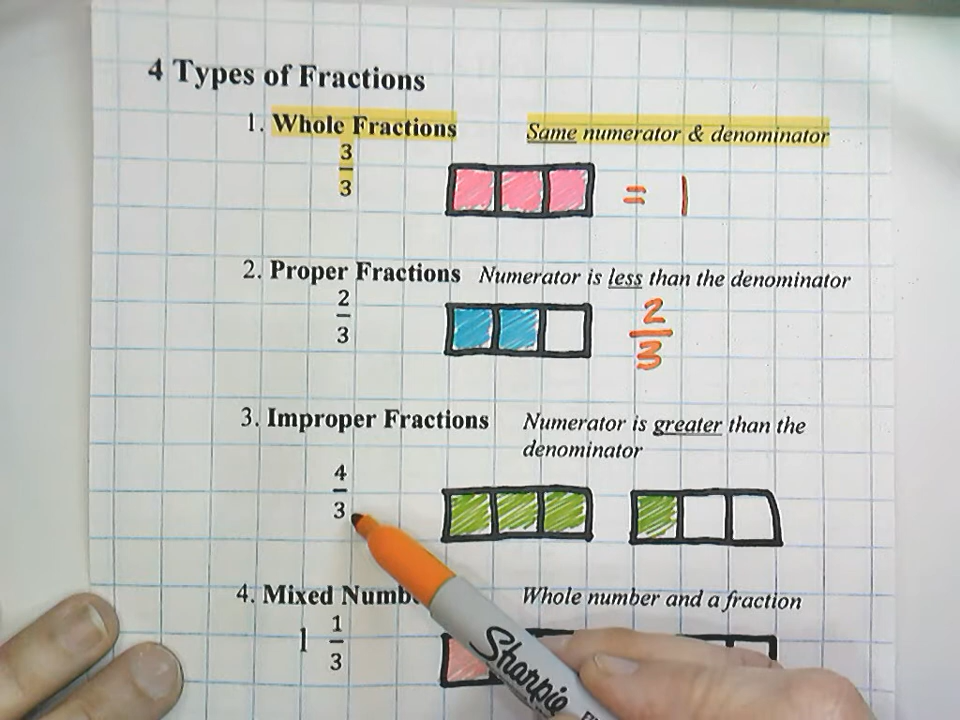 4 Types of Fractions
1. Whole Fractions Same numerator & denominator
3
3
= 1
2. Proper Fractions Numerator is less than the denominator
2
3
2
3
3. Improper Fractions Numerator is greater than the
denominator
4
3
4. Mixed Numb Whole number and a fraction
1 1
3
Sharpie